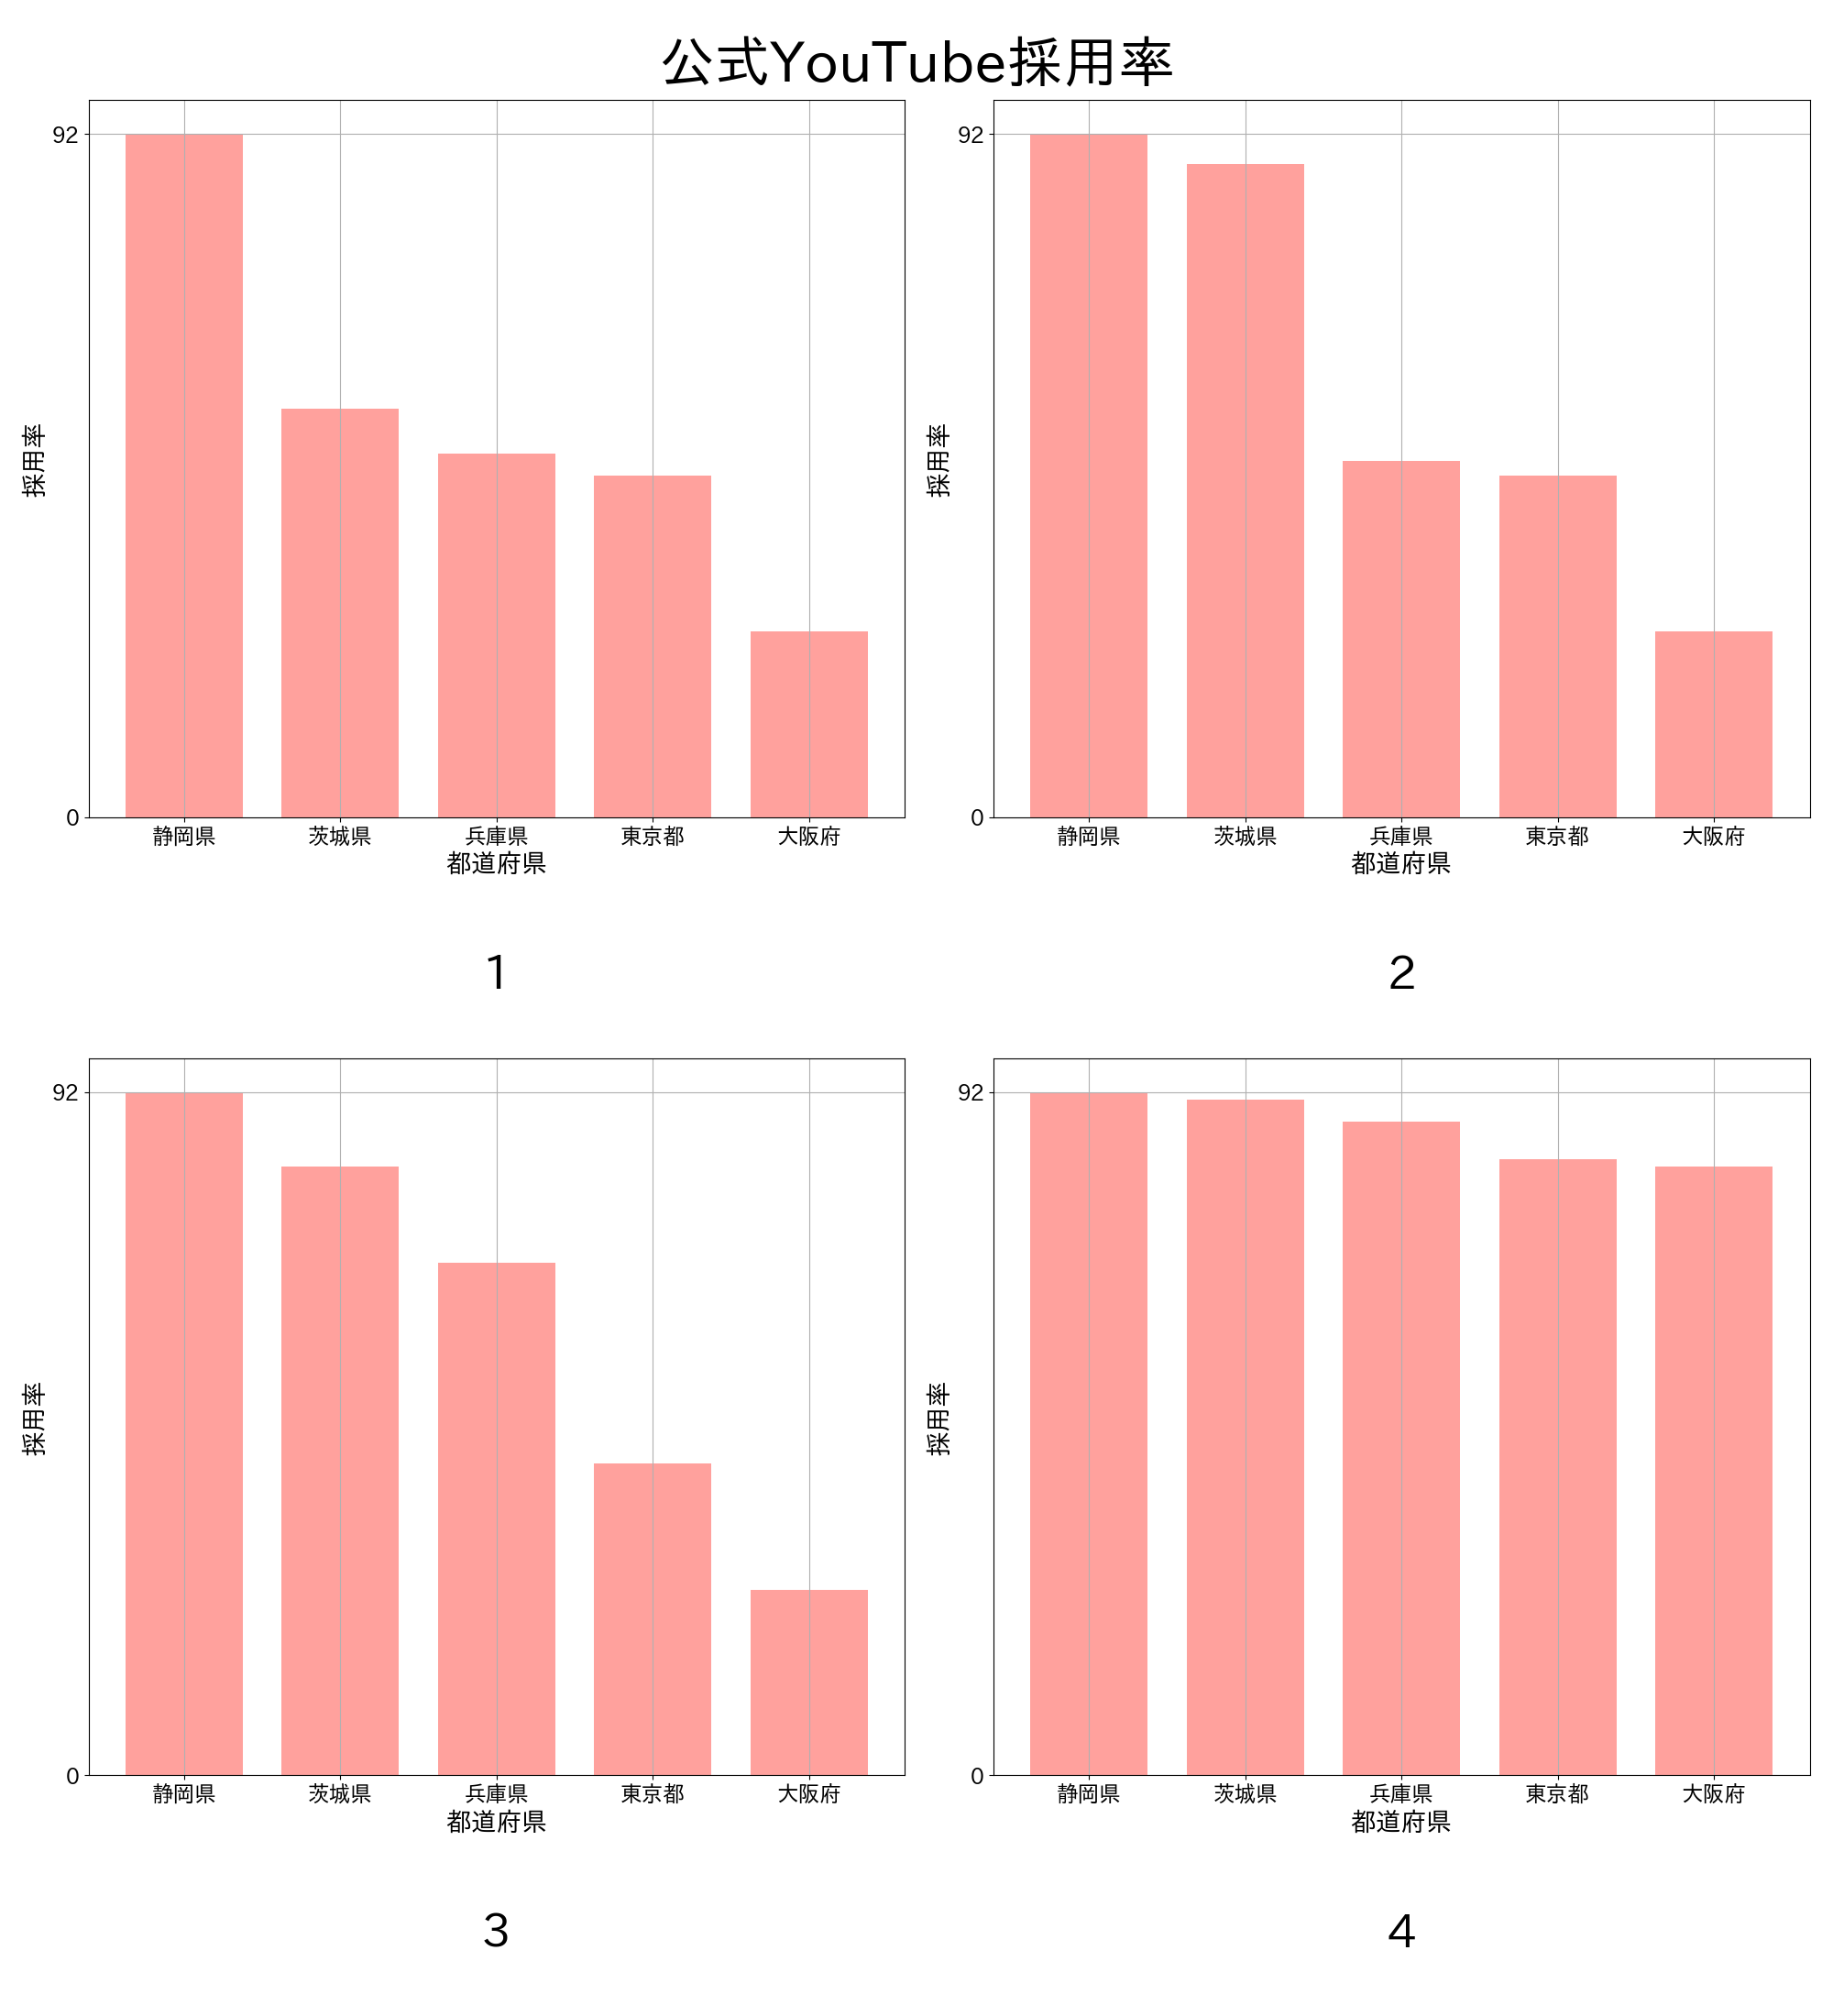 公式YouTube採用率
92
0
採用率
静岡県 茨城県 兵庫県 東京都 大阪府
都道府県
1
92
0
採用率
静岡県 茨城県 兵庫県 東京都 大阪府
都道府県
2
92
0
採用率
静岡県 茨城県 兵庫県 東京都 大阪府
都道府県
3
92
0
採用率
静岡県 茨城県 兵庫県 東京都 大阪府
都道府県
4